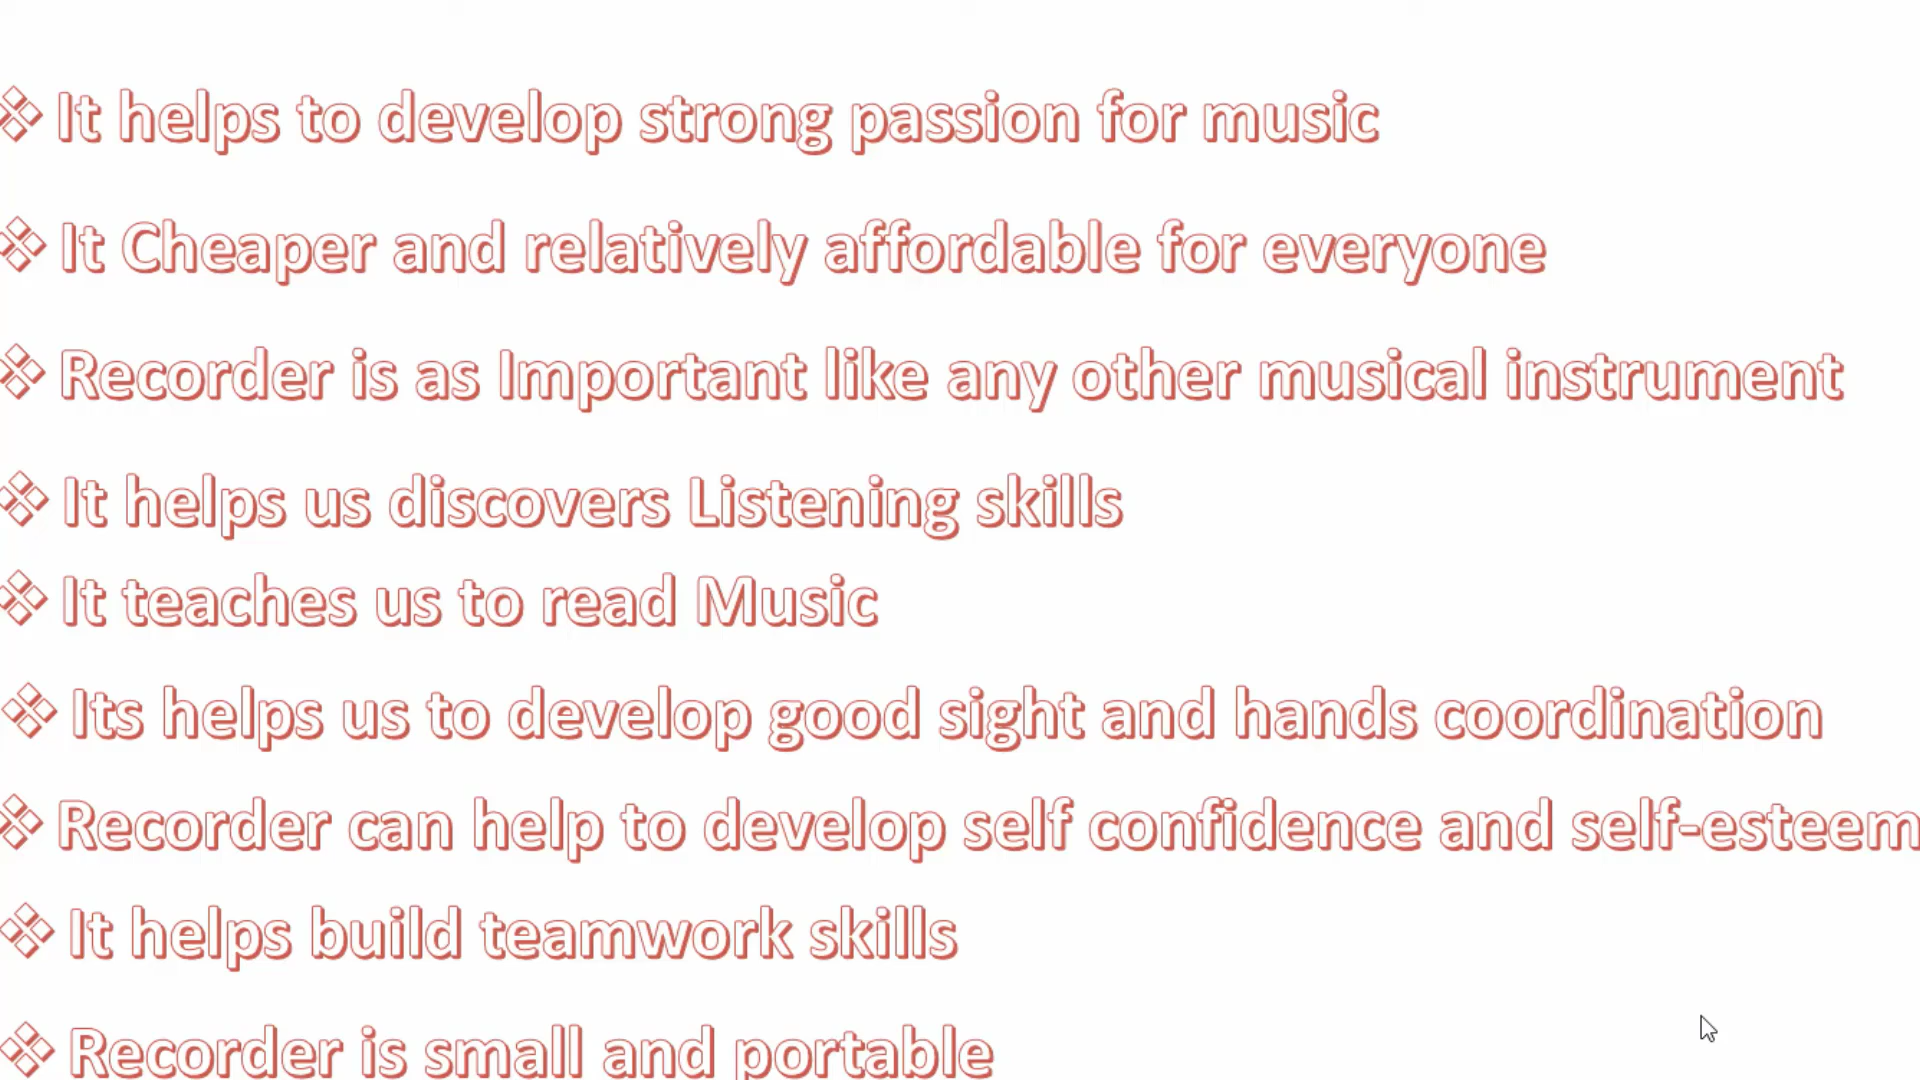 ❖ It helps to develop strong passion for music
❖ It Cheaper and relatively affordable for everyone
❖ Recorder is as Important like any other musical instrument
❖ It helps us discovers Listening skills
❖ It teaches us to read Music
❖ Its helps us to develop good sight and hands coordination
❖ Recorder can help to develop self confidence and self-esteem
❖ It helps build teamwork skills
❖ Recorder is small and portable